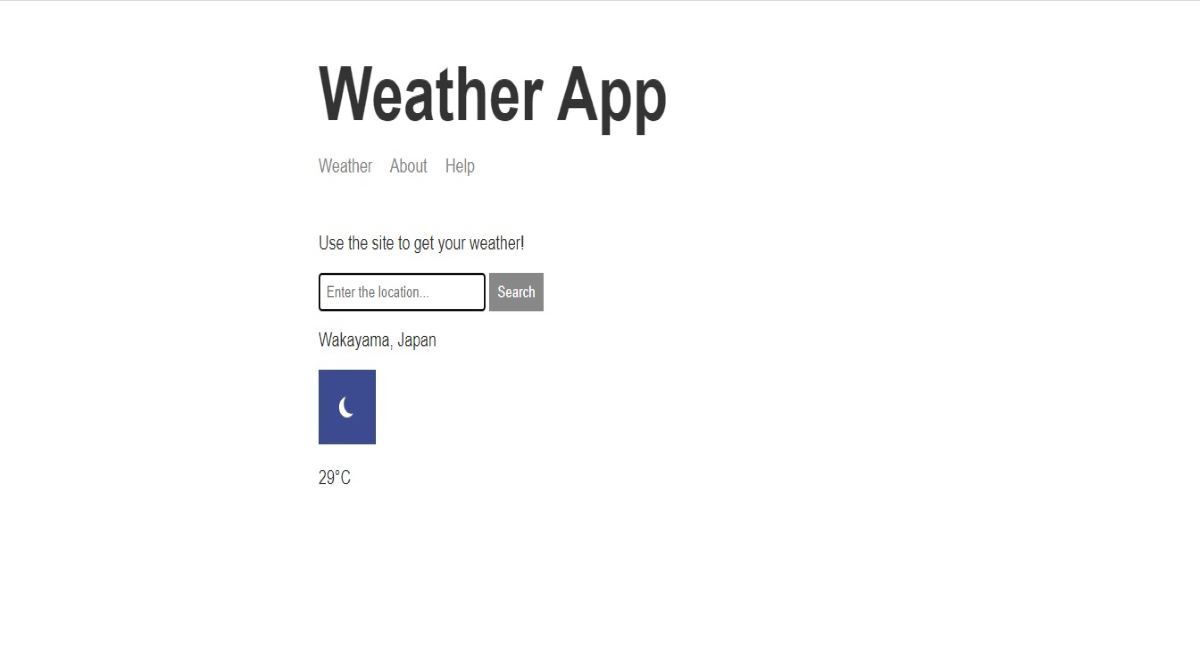 Weather App
Weather About Help
Use the site to get your weather!
Enter the location... Search
Wakayama, Japan
29°C